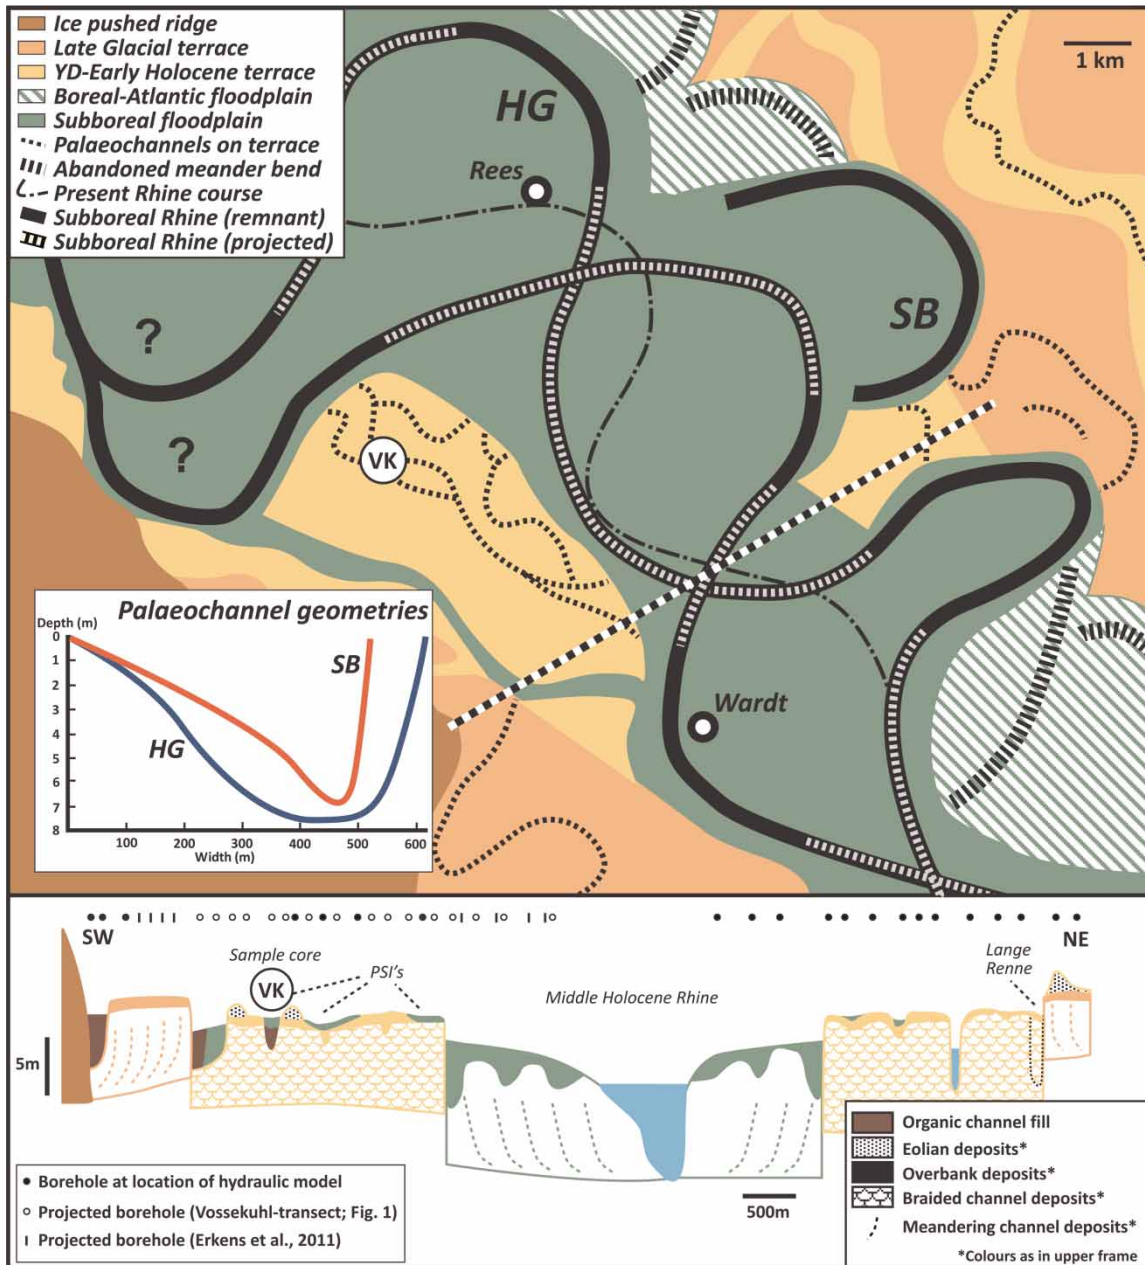 Ice pushed ridge
Late Glacial terrace
YD-Early Holocene terrace
Boreal-Atlantic floodplain
Subboreal floodplain
Palaeochannels on terrace
Abandoned meander bend
Present Rhine course
Subboreal Rhine (remnant)
Subboreal Rhine (projected)
1 km
HG
Rees
SB
?
?
VK
Wardt
Palaeochannel geometries
Depth (m)
0
1
2
3
4
5
6
7
8
SB
HG
100
200
300
400
500
600
Width (m)
SW
NE
Sample core
VK
PSI's
Middle Holocene Rhine
Lange
Renne
5m
500m
Borehole at location of hydraulic model
Projected borehole (Vossekuhl-transect; Fig. 1)
Projected borehole (Erkens et al., 2011)
Organic channel fill
Eolian deposits*
Overbank deposits*
Braided channel deposits*
Meandering channel deposits*
*Colours as in upper frame